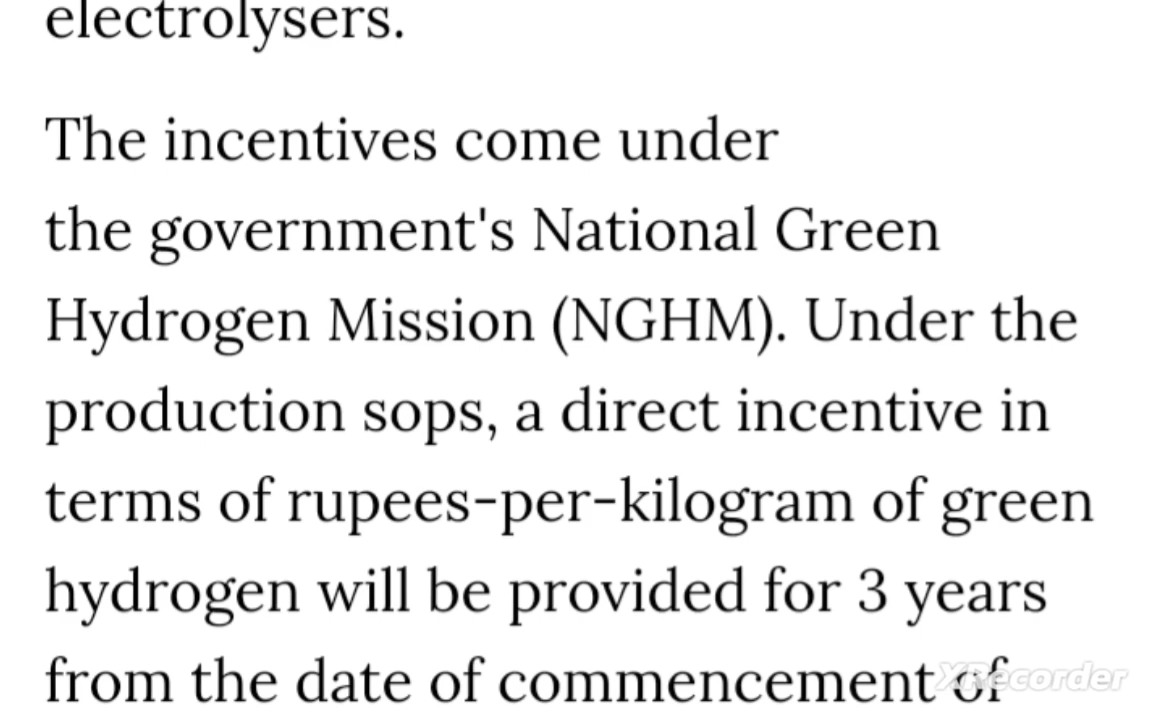 electrolysers.
The incentives come under
the government's National Green
Hydrogen Mission (NGHM). Under the
production sops, a direct incentive in
terms of rupees-per-kilogram of green
hydrogen will be provided for 3 years
from the date of commencement of
XRecorder